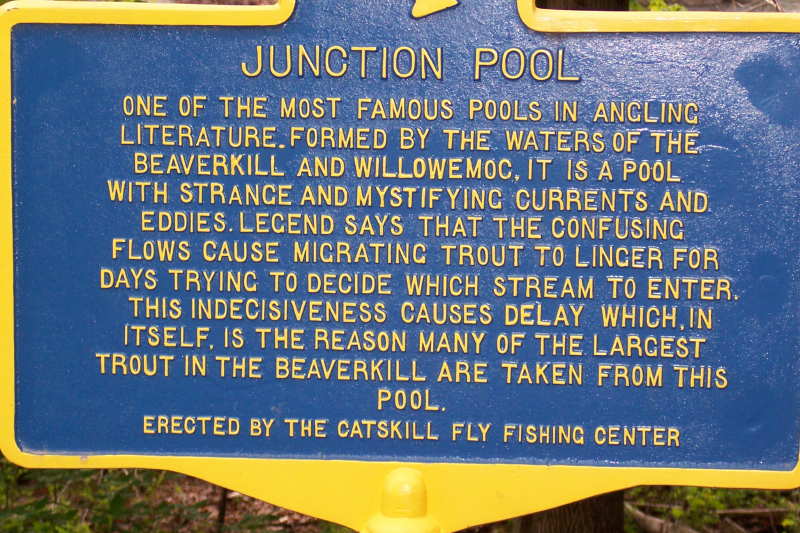 JUNCTION POOL
ONE OF THE MOST FAMOUS POOLS IN ANGLING
LITERATURE. FORMED BY THE WATERS OF THE
BEAVERKILL AND WILLOWEMOC, IT IS A POOL
WITH STRANGE AND MYSTIFYING CURRENTS AND
EDDIES. LEGEND SAYS THAT THE CONFUSING
FLOWS CAUSE MIGRATING TROUT TO LINGER FOR
DAYS TRYING TO DECIDE WHICH STREAM TO ENTER.
THIS INDECISIVENESS CAUSES DELAY WHICH, IN
ITSELF, IS THE REASON MANY OF THE LARGEST
TROUT IN THE BEAVERKILL ARE TAKEN FROM THIS
POOL.
ERECTED BY THE CATSKILL FLY FISHING CENTER